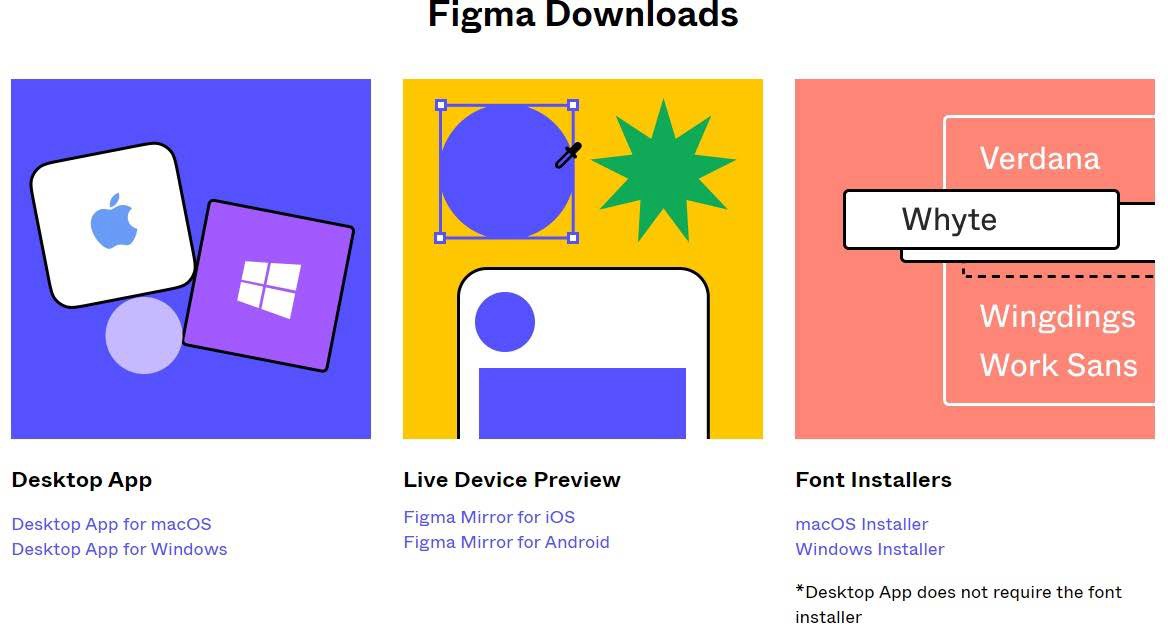 Figma Downloads
Verdana
Whyte
Wingdings
Work Sans
Desktop App
Desktop App for macOS
Desktop App for Windows
Live Device Preview
Figma Mirror for iOS
Figma Mirror for Android
Font Installers
macOS Installer
Windows Installer
*Desktop App does not require the font
installer